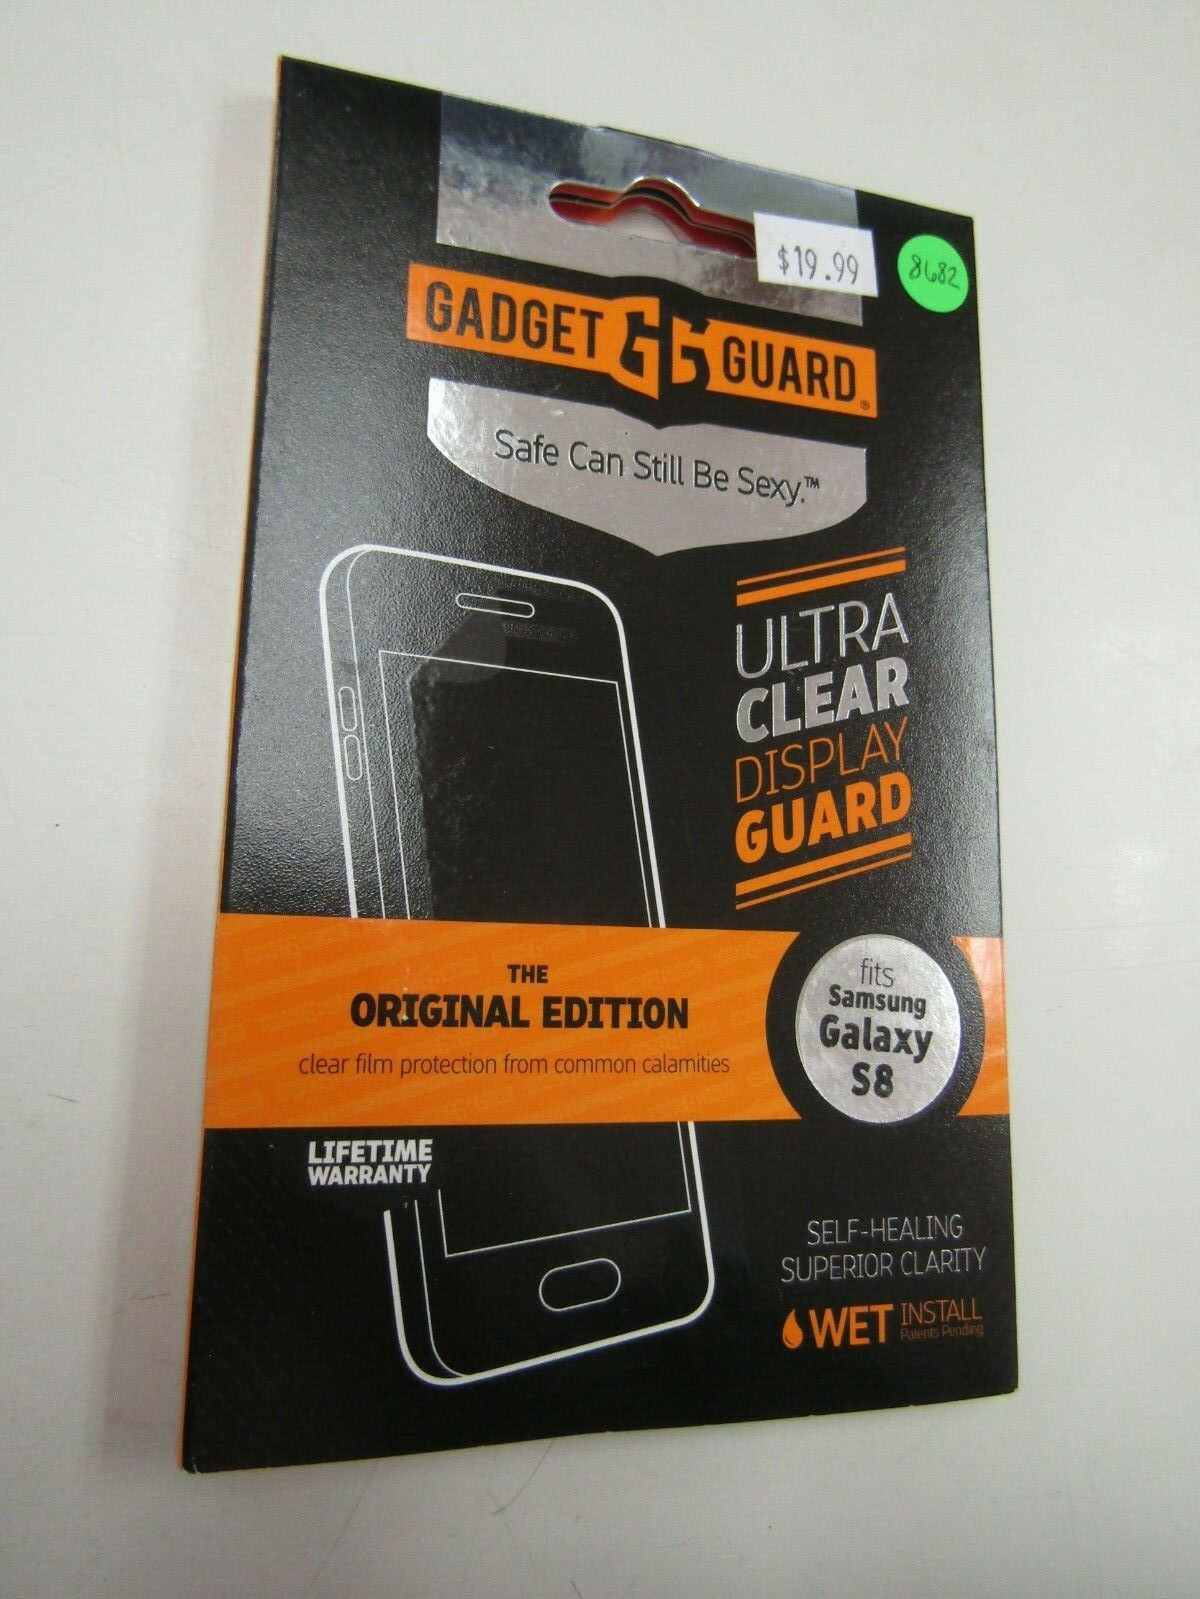 $19.99
8682
GADGET GG GUARD®
Safe Can Still Be Sexy.™
ULTRA
CLEAR
DISPLAY
GUARD
THE
ORIGINAL EDITION
clear film protection from common calamities
fits
Samsung
Galaxy
S8
LIFETIME
WARRANTY
SELF-HEALING
SUPERIOR CLARITY
WET INSTALL
Patents Pending